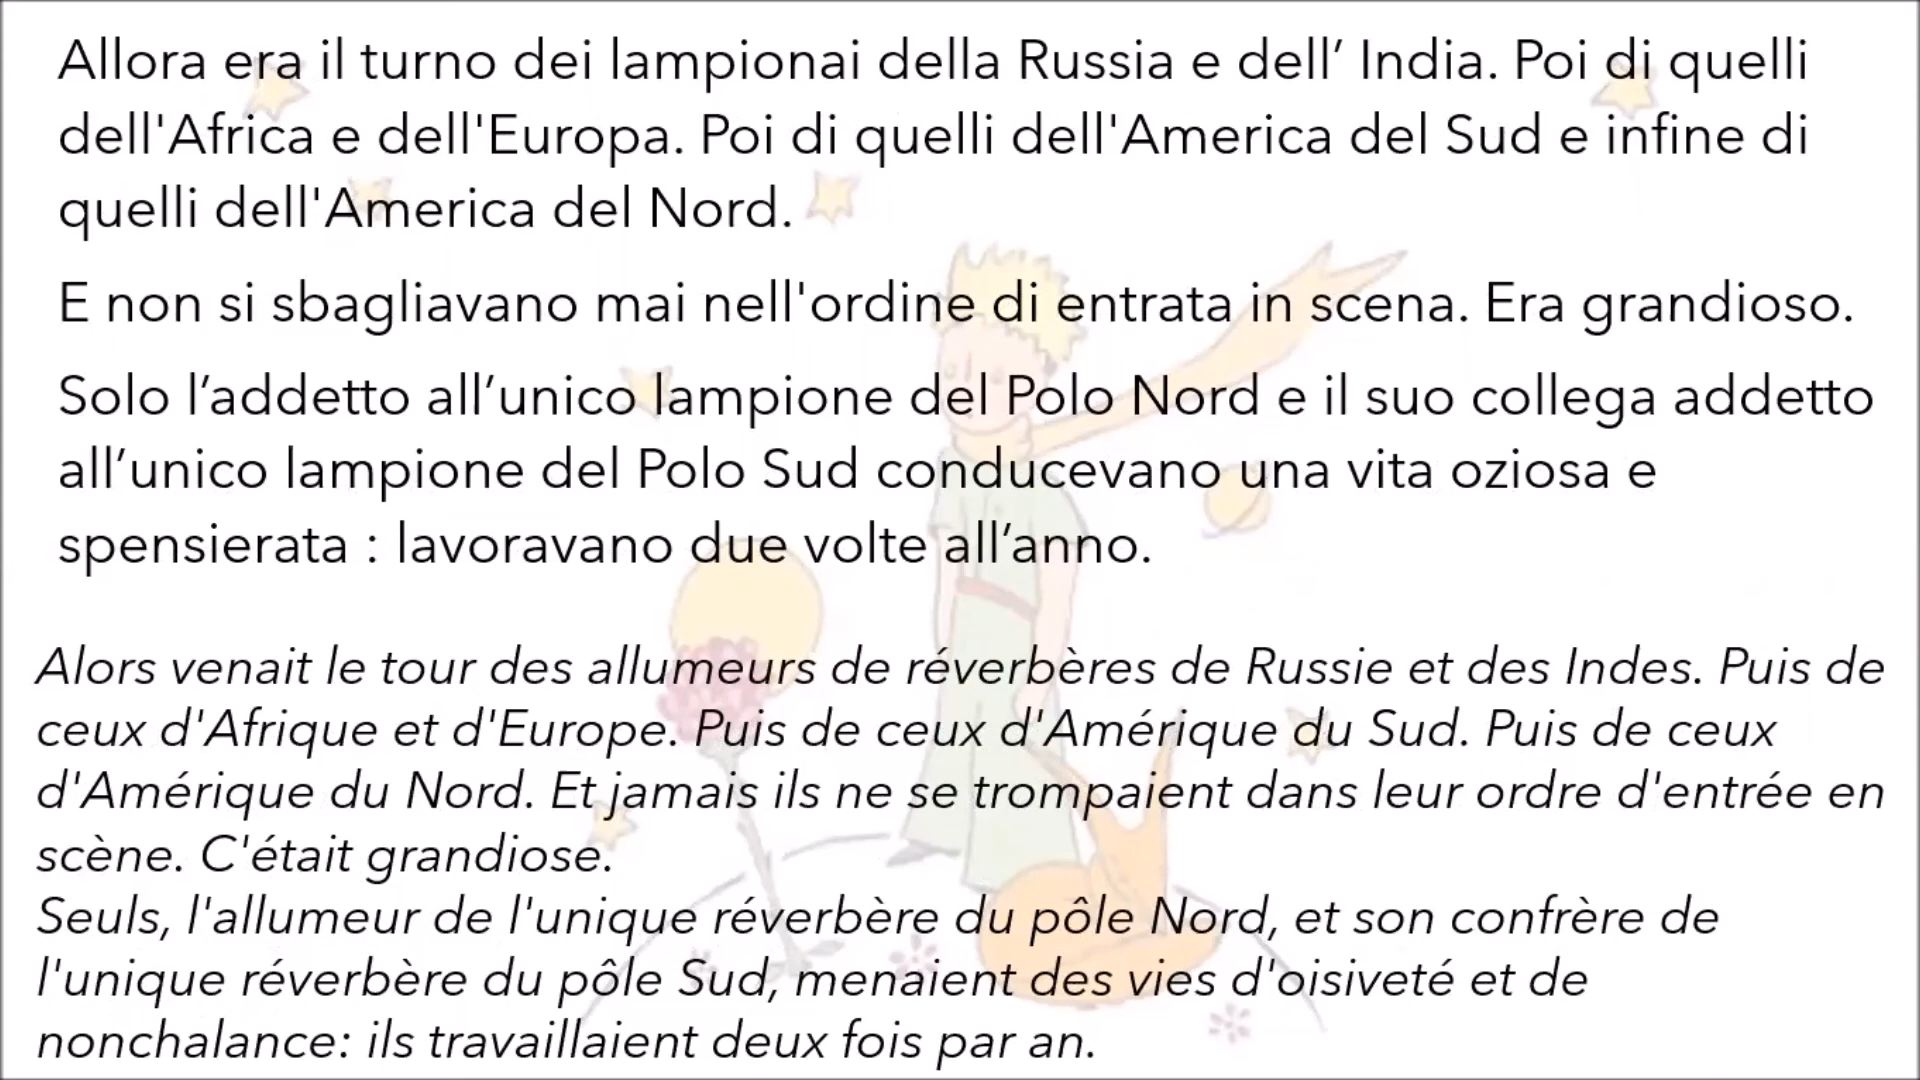 Allora era il turno dei lampionai della Russia e dell’ India. Poi di quelli
dell'Africa e dell'Europa. Poi di quelli dell'America del Sud e infine di
quelli dell'America del Nord.
E non si sbagliavano mai nell'ordine di entrata in scena. Era grandioso.
Solo l’addetto all’unico lampione del Polo Nord e il suo collega addetto
all’unico lampione del Polo Sud conducevano una vita oziosa e
spensierata : lavoravano due volte all’anno.
Alors venait le tour des allumeurs de réverbères de Russie et des Indes. Puis de
ceux d'Afrique et d'Europe. Puis de ceux d'Amérique du Sud. Puis de ceux
d'Amérique du Nord. Et jamais ils ne se trompaient dans leur ordre d'entrée en
scène. C'était grandiose.
Seuls, l'allumeur de l'unique réverbère du pôle Nord, et son confrère de
l'unique réverbère du pôle Sud, menaient des vies d'oisiveté et de
nonchalance: ils travaillaient deux fois par an.